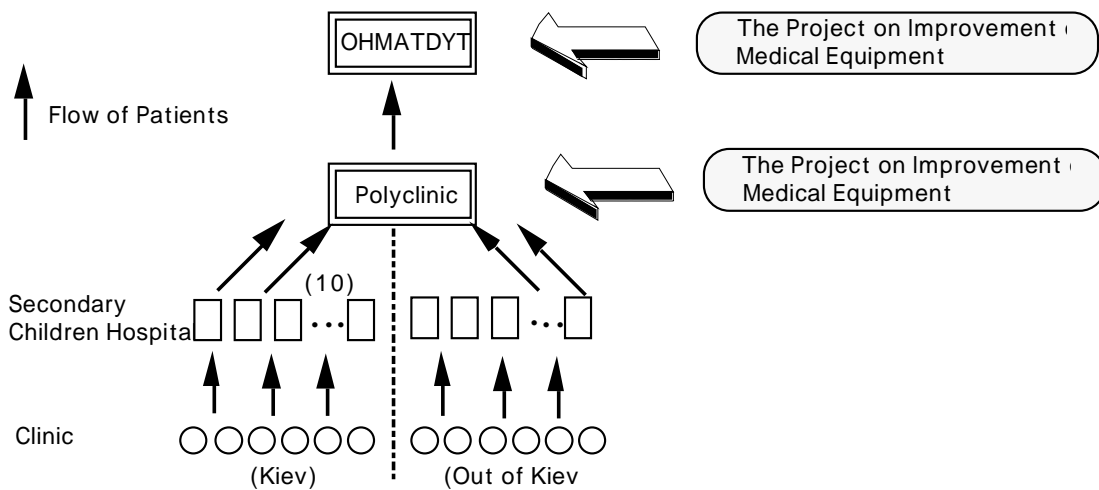 OHMATDYT
The Project on Improvement
Medical Equipment
Flow of Patients
Polyclinic
The Project on Improvement
Medical Equipment
(10)
Secondary
Children Hospita
...
...
Clinic
(Kiev)
(Out of Kiev